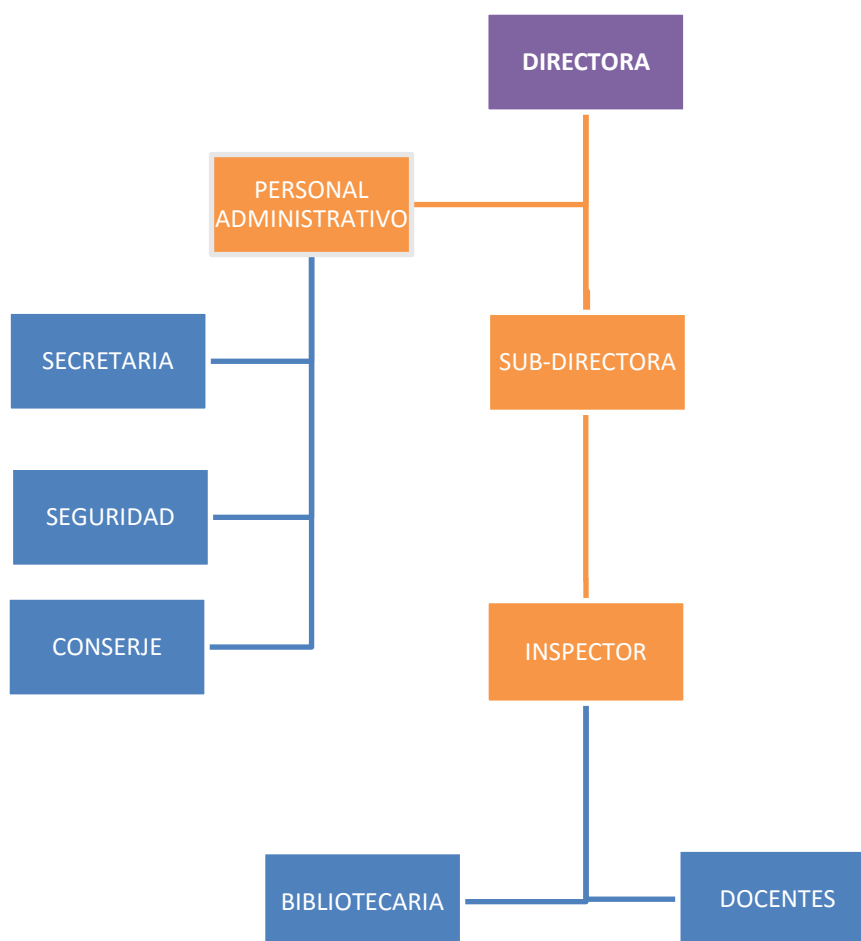 DIRECTORA
PERSONAL
ADMINISTRATIVO
SECRETARIA
SUB-DIRECTORA
SEGURIDAD
CONSERJE
INSPECTOR
BIBLIOTECARIA
DOCENTES